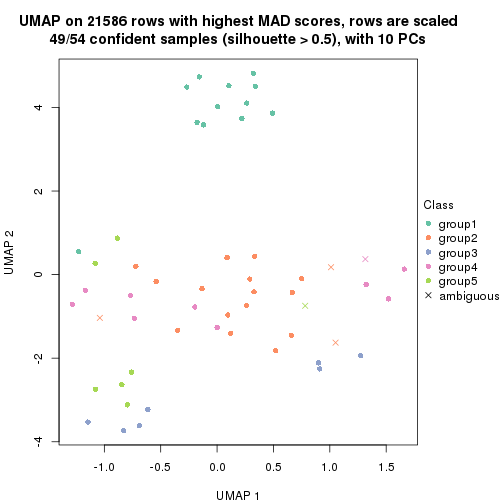 UMAP on 21586 rows with highest MAD scores, rows are scaled
49/54 confident samples (silhouette > 0.5), with 10 PCs
UMAP 2
4
2
0
-2
-4
-1.0
-0.5
0.0
0.5
1.0
1.5
UMAP 1
Class
group1
group2
group3
group4
group5
ambiguous